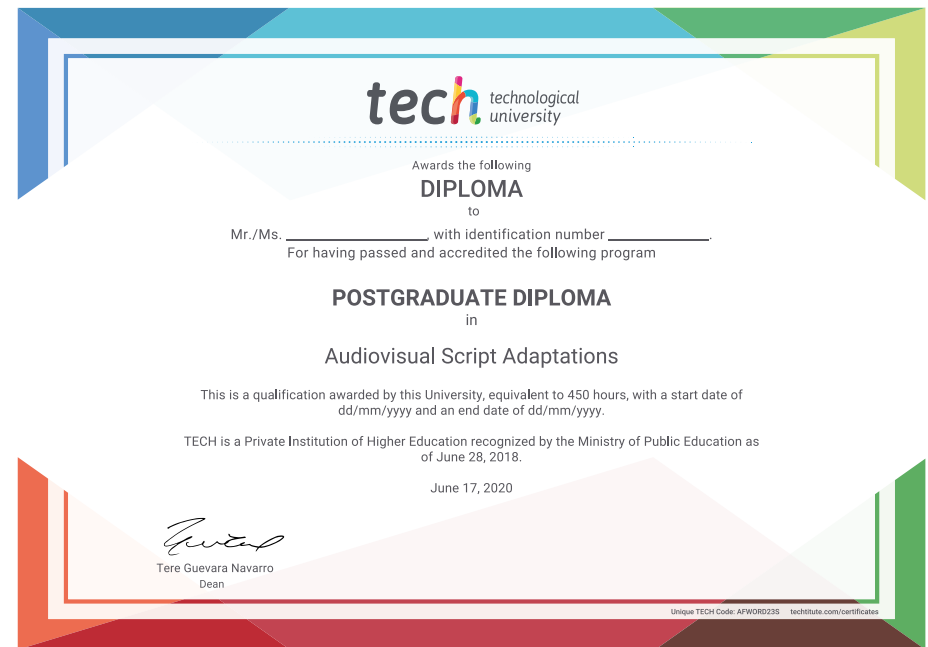 tech technological
university
Awards the following
DIPLOMA
to
Mr./Ms. ____________________, with identification number ______________.
For having passed and accredited the following program
POSTGRADUATE DIPLOMA
in
Audiovisual Script Adaptations
This is a qualification awarded by this University, equivalent to 450 hours, with a start date of
dd/mm/yyyy and an end date of dd/mm/yyyy.
TECH is a Private Institution of Higher Education recognized by the Ministry of Public Education as
of June 28, 2018.
June 17, 2020
Tere Guevara Navarro
Dean
Unique TECH Code: AFWORD23S techtitute.com/certificates